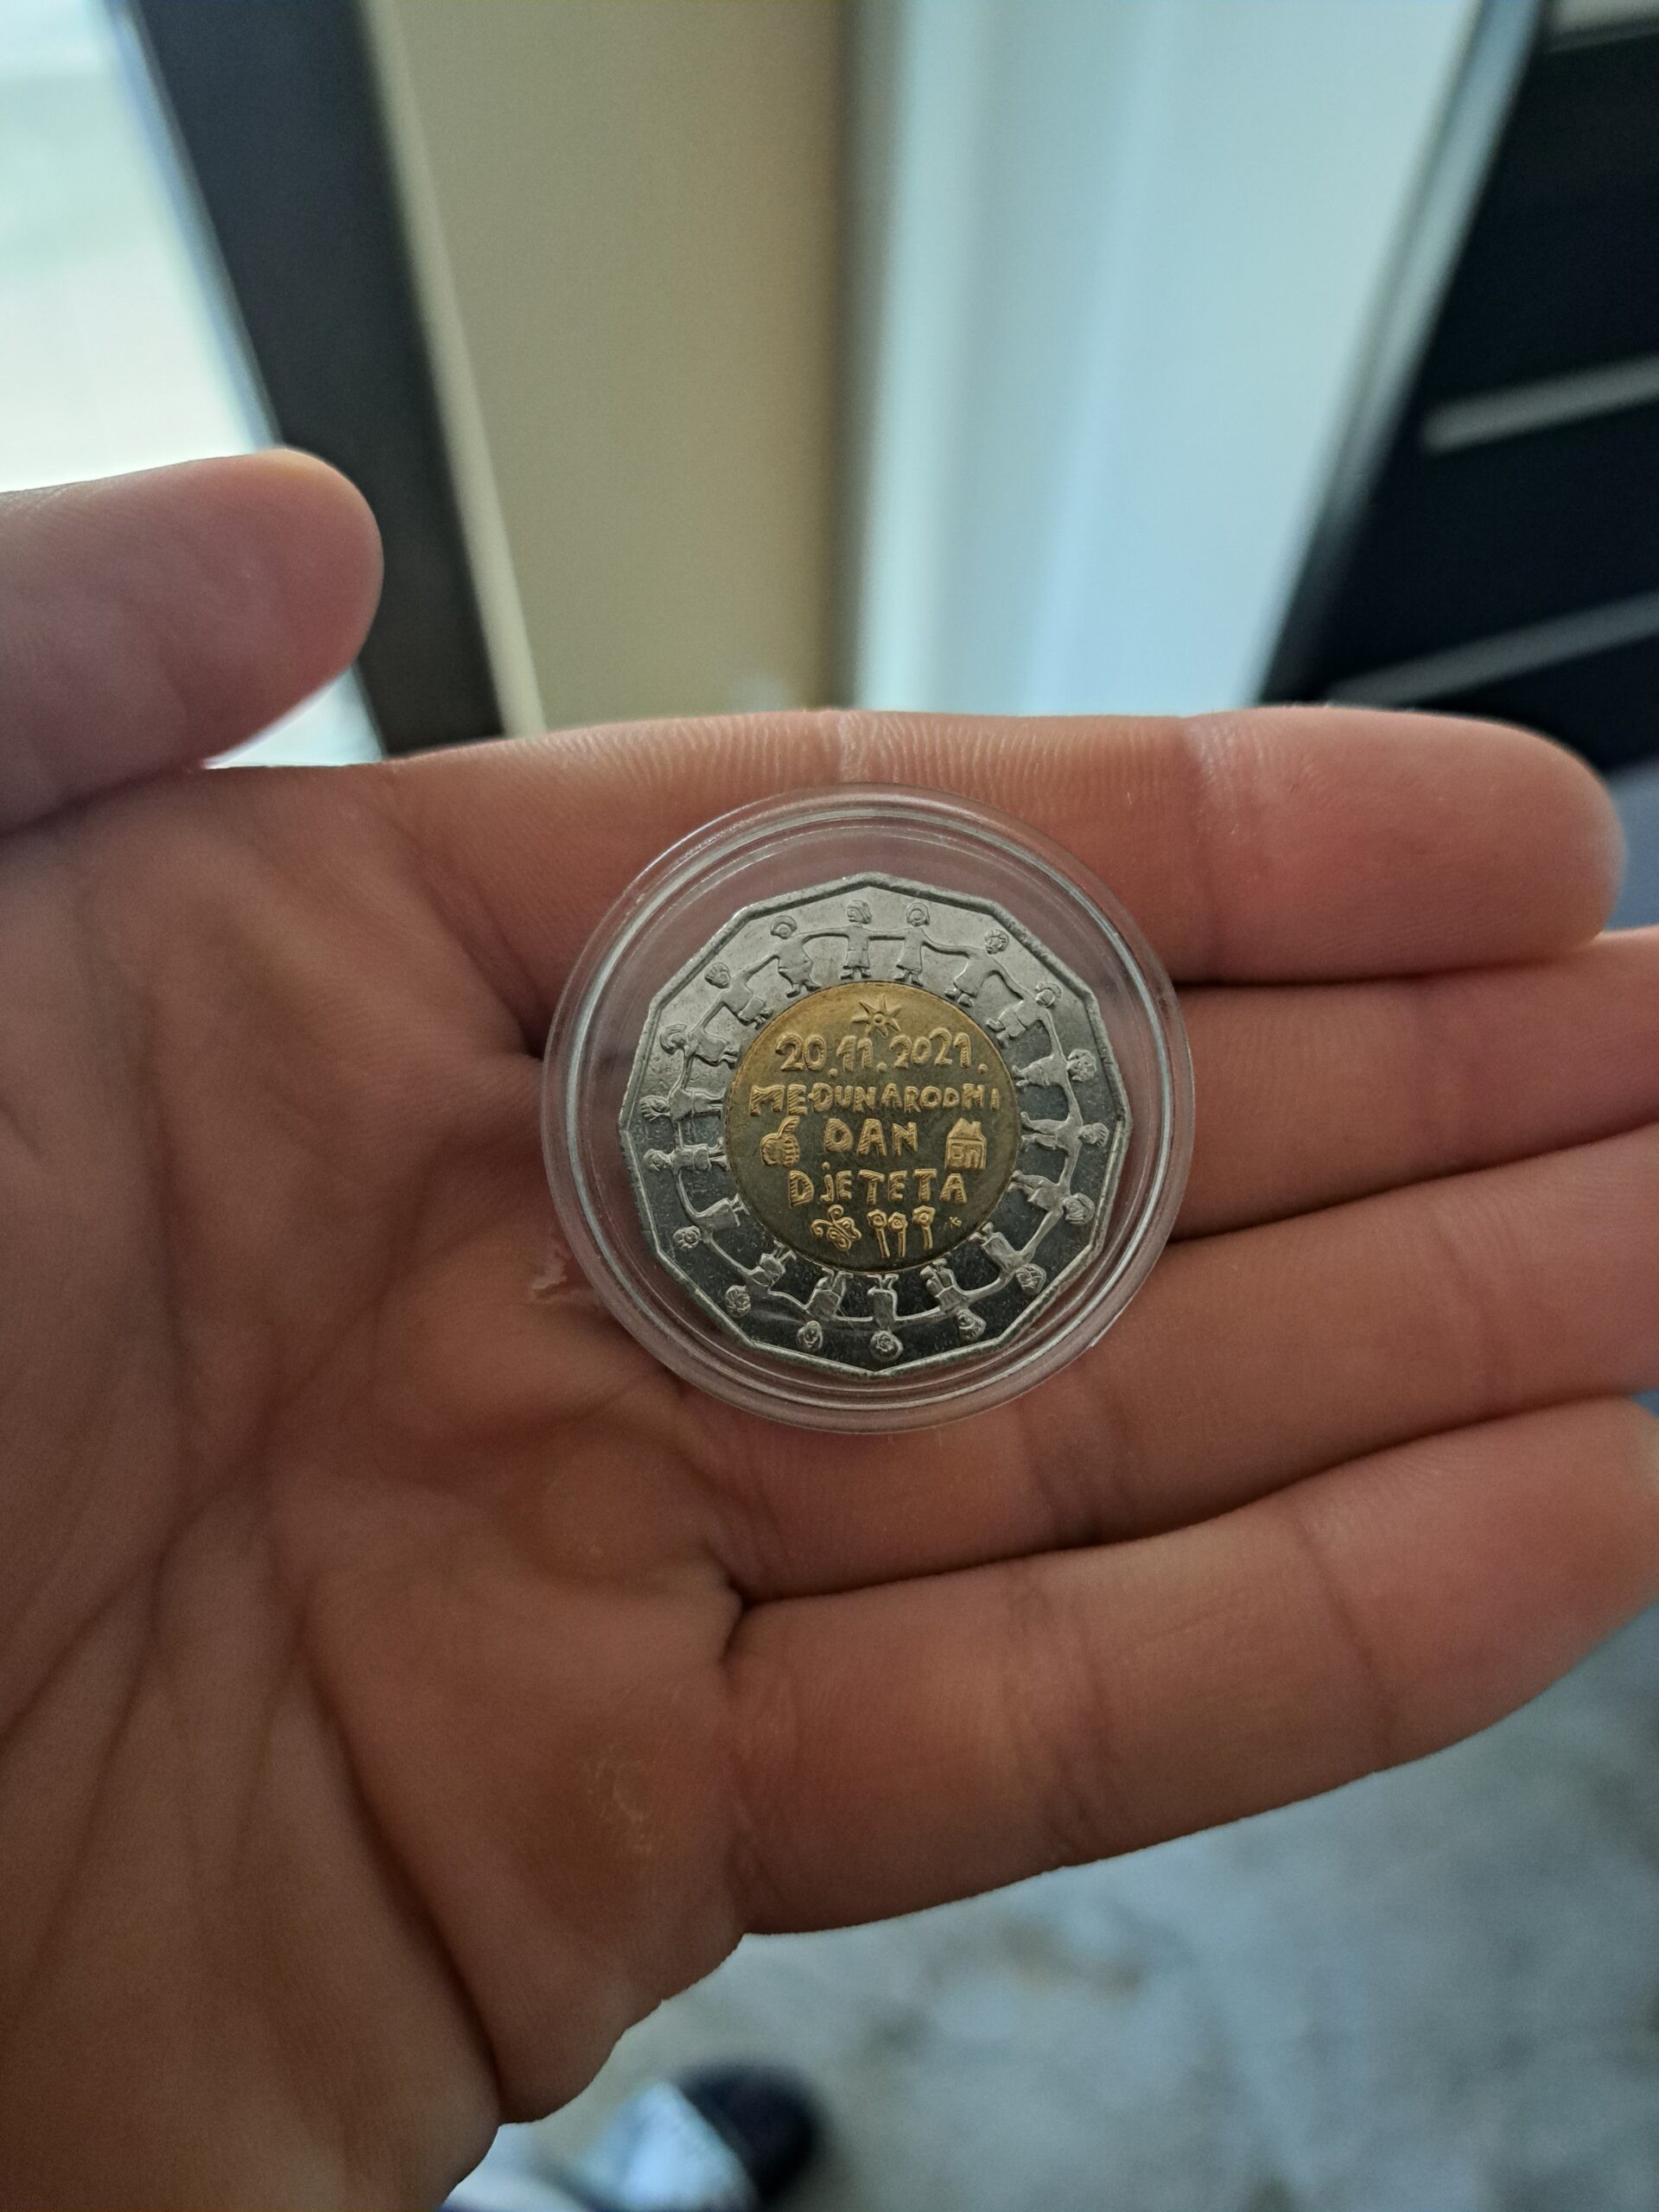 20.11.2021.
MEĐUNARODNI
DAN
DjETETA